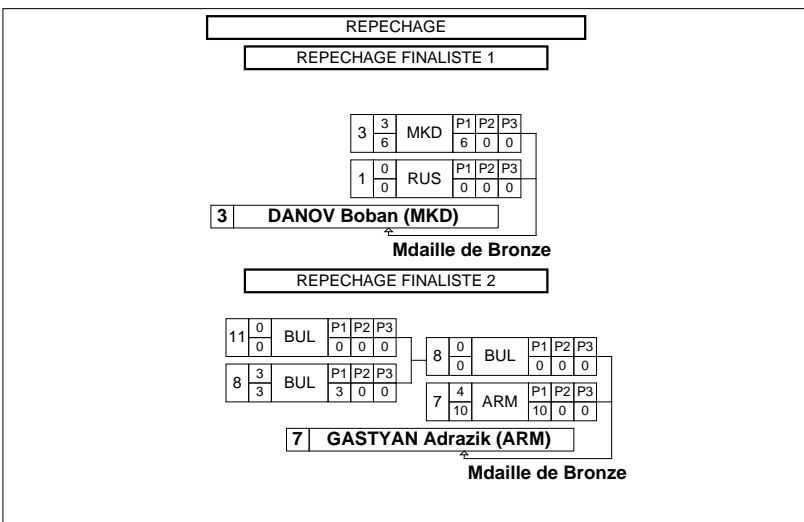 REPECHAGE
REPECHAGE FINALISTE 1
3 3 MKD P1 P2 P3
6 6 0 0
1 0 RUS P1 P2 P3
0 0 0 0
3 DANOV Boban (MKD)
Mdaille de Bronze
REPECHAGE FINALISTE 2
11 0 BUL P1 P2 P3
0 0 0 0
8 3 BUL P1 P2 P3
3 3 0 0
8 0 BUL P1 P2 P3
0 0 0 0
7 4 ARM P1 P2 P3
10 10 0 0
7 GASTYAN Adrazik (ARM)
Mdaille de Bronze